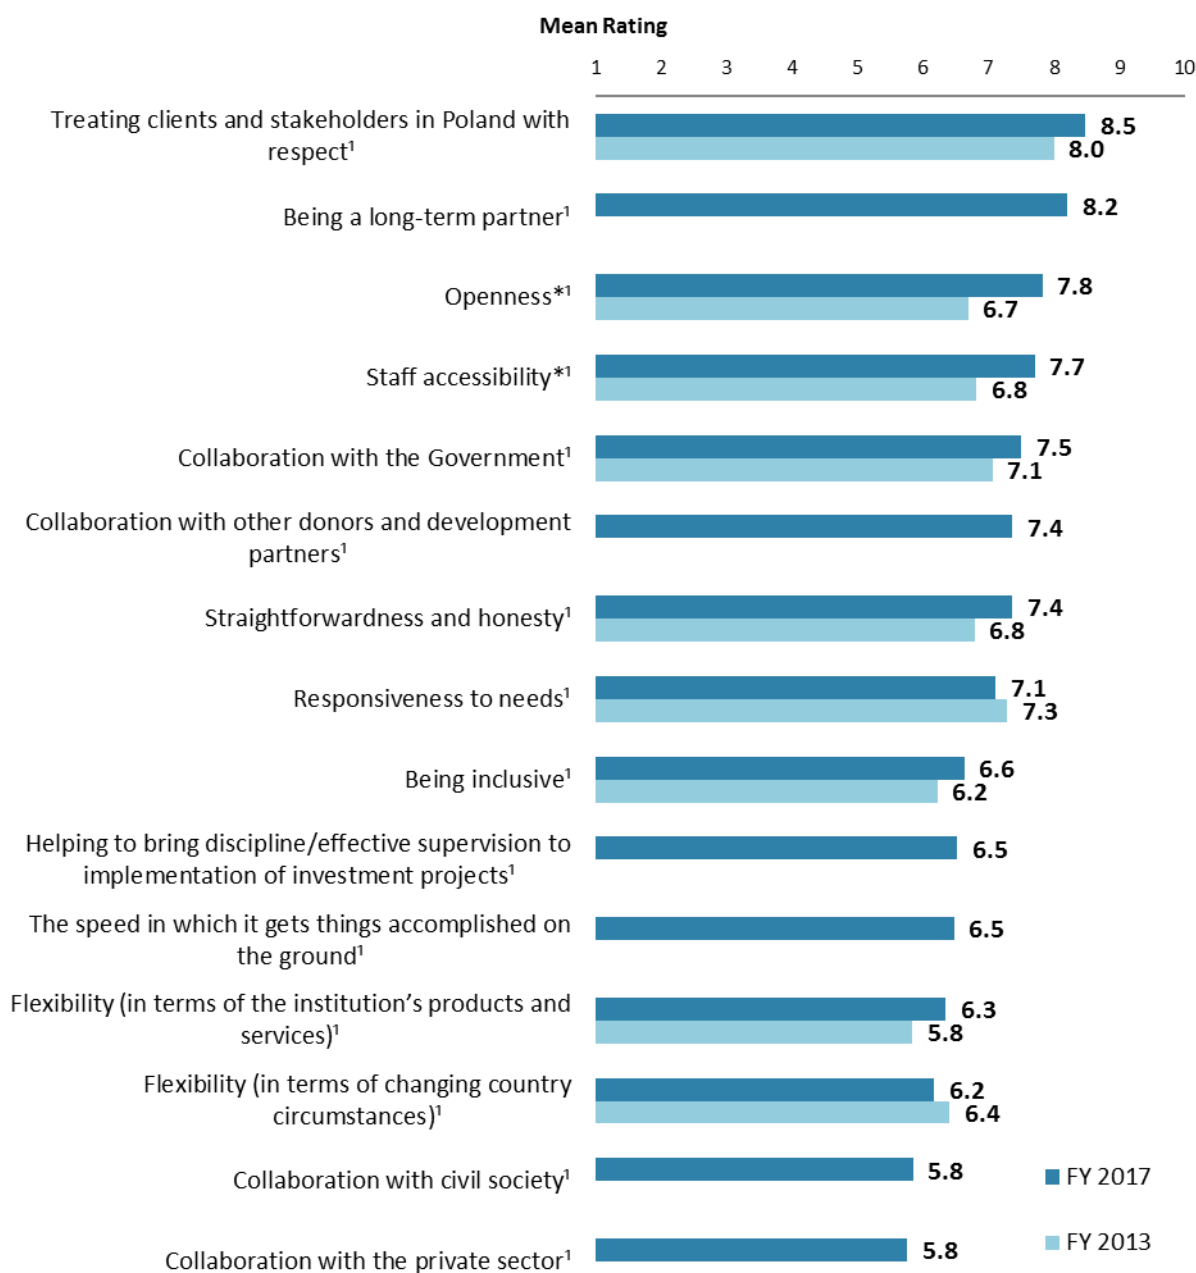 Mean Rating
1 2 3 4 5 6 7 8 9 10
Treating clients and stakeholders in Poland with
respect¹
8.5
8.0
Being a long-term partner¹
8.2
Openness*¹
7.8
6.7
Staff accessibility*¹
7.7
6.8
Collaboration with the Government¹
7.5
7.1
Collaboration with other donors and development
partners¹
7.4
Straightforwardness and honesty¹
7.4
6.8
Responsiveness to needs¹
7.1
7.3
Being inclusive¹
6.6
6.2
Helping to bring discipline/effective supervision to
implementation of investment projects¹
6.5
The speed in which it gets things accomplished on
the ground¹
6.5
Flexibility (in terms of the institution’s products and
services)¹
6.3
5.8
Flexibility (in terms of changing country
circumstances)¹
6.2
6.4
Collaboration with civil society¹
5.8
Collaboration with the private sector¹
5.8
FY 2017
FY 2013